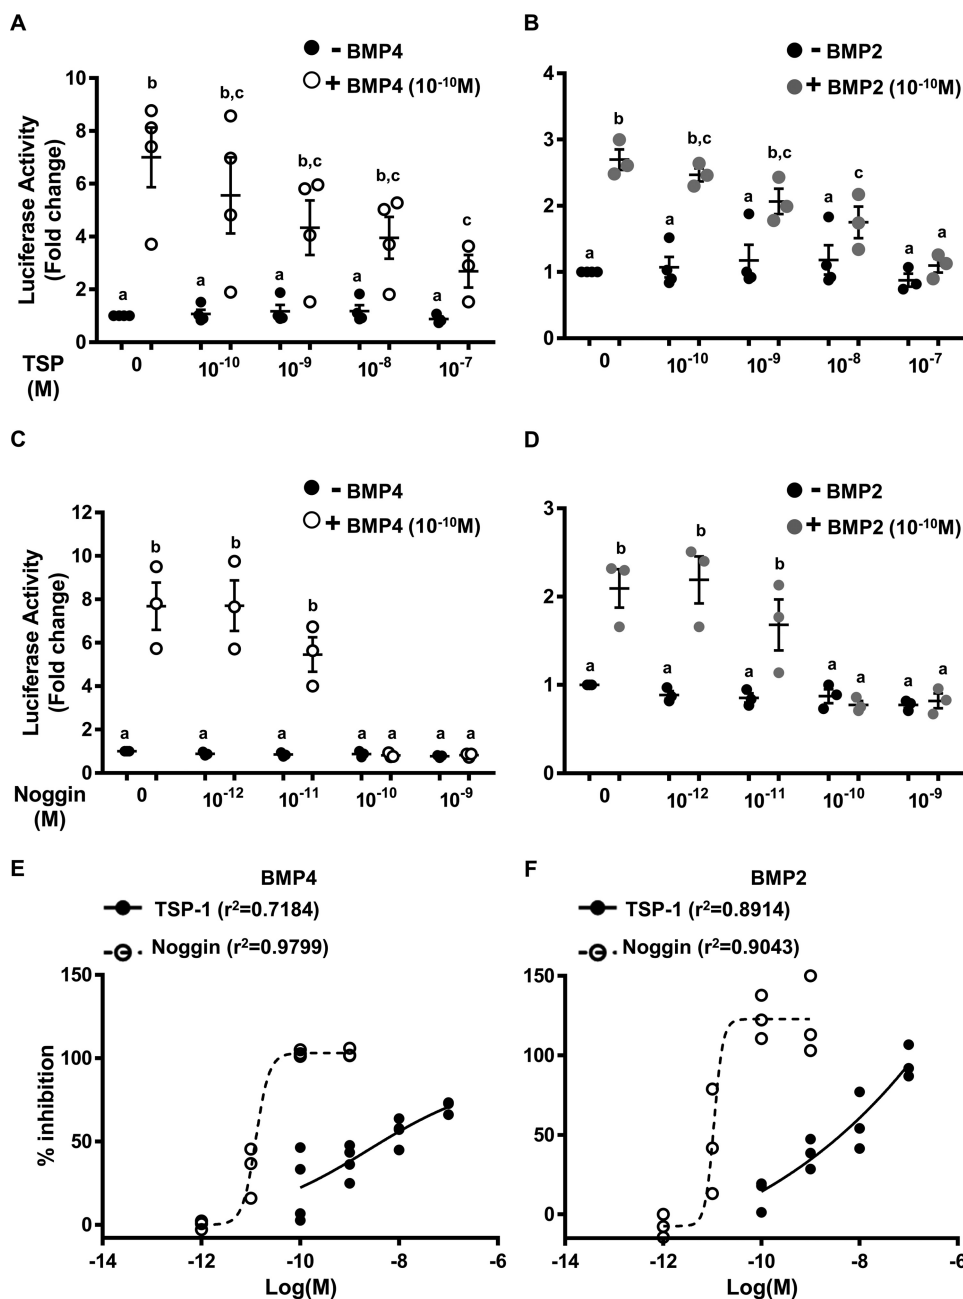 A
- BMP4
+ BMP4 (10⁻¹⁰M)
Luciferase Activity
(Fold change)
10
8
6
4
2
0
b
b,c
b,c
b,c
c
a
a
a
a
a
TSP
(M)
0
10⁻¹⁰
10⁻⁹
10⁻⁸
10⁻⁷
B
- BMP2
+ BMP2 (10⁻¹⁰M)
4
3
2
1
0
b
b,c
b,c
c
a
a
a
a
a
a
0
10⁻¹⁰
10⁻⁹
10⁻⁸
10⁻⁷
C
- BMP4
+ BMP4 (10⁻¹⁰M)
Luciferase Activity
(Fold change)
12
10
8
6
4
2
0
b
b
b
a
a
a
a
a
a
a
Noggin
(M)
0
10⁻¹²
10⁻¹¹
10⁻¹⁰
10⁻⁹
D
- BMP2
+ BMP2 (10⁻¹⁰M)
3
2
1
0
b
b
b
a
a
a
a
a
a
a
0
10⁻¹²
10⁻¹¹
10⁻¹⁰
10⁻⁹
E
BMP4
TSP-1 (r²=0.7184)
Noggin (r²=0.9799)
% inhibition
150
100
50
0
-14
-12
-10
-8
-6
Log(M)
F
BMP2
TSP-1 (r²=0.8914)
Noggin (r²=0.9043)
150
100
50
0
-14
-12
-10
-8
-6
Log(M)